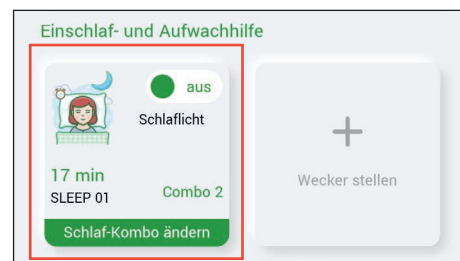 Einschlaf- und Aufwachhilfe
aus
Schlaflicht
17 min
SLEEP 01
Combo 2
Schlaf-Kombo ändern
Wecker stellen